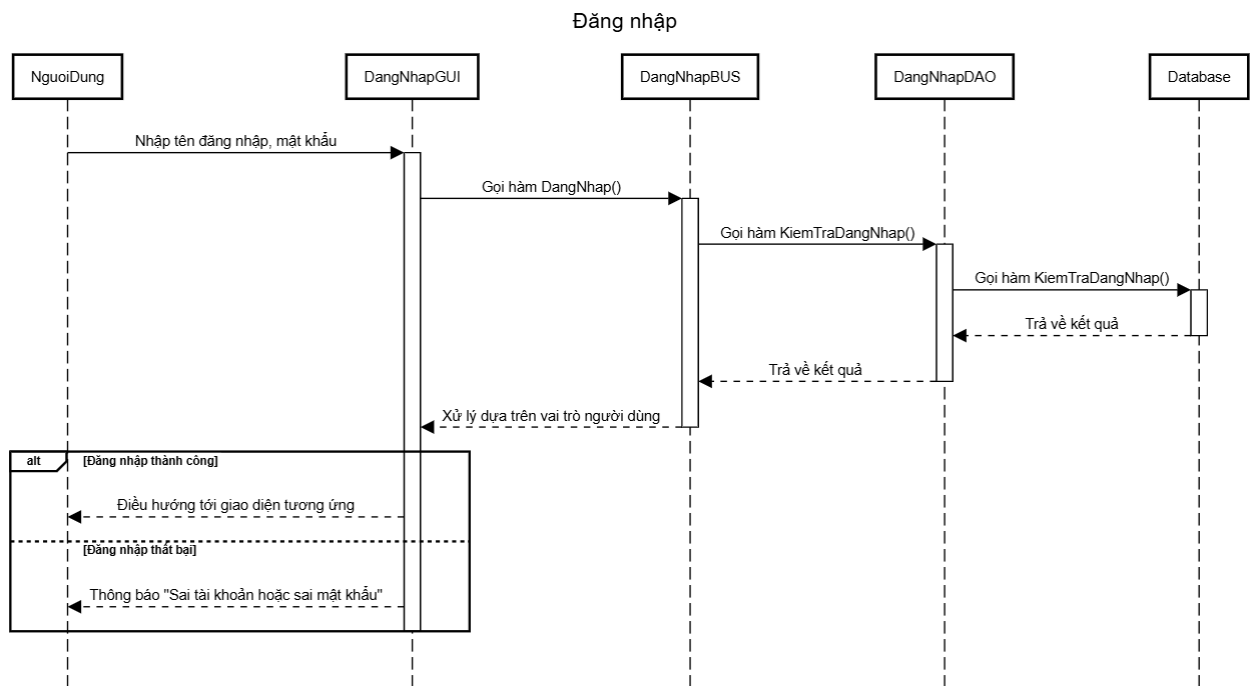 Đăng nhập
NguoiDung
DangNhapGUI
DangNhapBUS
DangNhapDAO
Database
Nhập tên đăng nhập, mật khẩu
Gọi hàm DangNhap()
Gọi hàm KiemTraDangNhap()
Gọi hàm KiemTraDangNhap()
Trả về kết quả
Trả về kết quả
Xử lý dựa trên vai trò người dùng
alt
[Đăng nhập thành công]
Điều hướng tới giao diện tương ứng
[Đăng nhập thất bại]
Thông báo "Sai tài khoản hoặc sai mật khẩu"